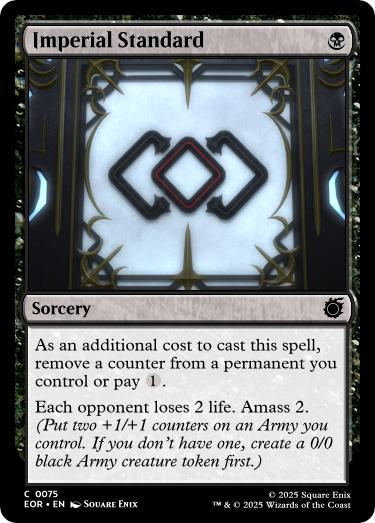 Imperial Standard
Sorcery
As an additional cost to cast this spell,
remove a counter from a permanent you
control or pay 1.
Each opponent loses 2 life. Amass 2.
(Put two +1/+1 counters on an Army you
control. If you don't have one, create a 0/0
black Army creature token first.)
C 0075
EOR • EN SQUARE ENIX
© 2025 Square Enix
™ & © 2025 Wizards of the Coast